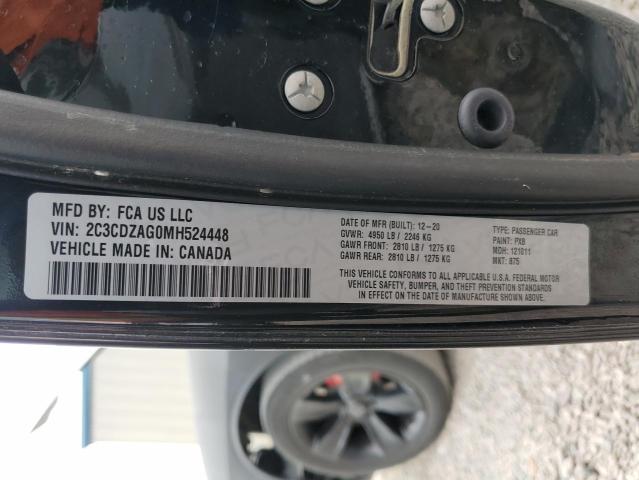 MFD BY: FCA US LLC
VIN: 2C3CDZAG0MH524448
VEHICLE MADE IN: CANADA
DATE OF MFR (BUILT): 12-20
GVWR: 4950 LB / 2246 KG
GAWR FRONT: 2810 LB / 1275 KG
GAWR REAR: 2810 LB / 1275 KG
TYPE: PASSENGER CAR
PAINT: PX8
MDH: 121011
MKT: 875
THIS VEHICLE CONFORMS TO ALL APPLICABLE U.S.A. FEDERAL MOTOR
VEHICLE SAFETY, BUMPER, AND THEFT PREVENTION STANDARDS
IN EFFECT ON THE DATE OF MANUFACTURE SHOWN ABOVE.